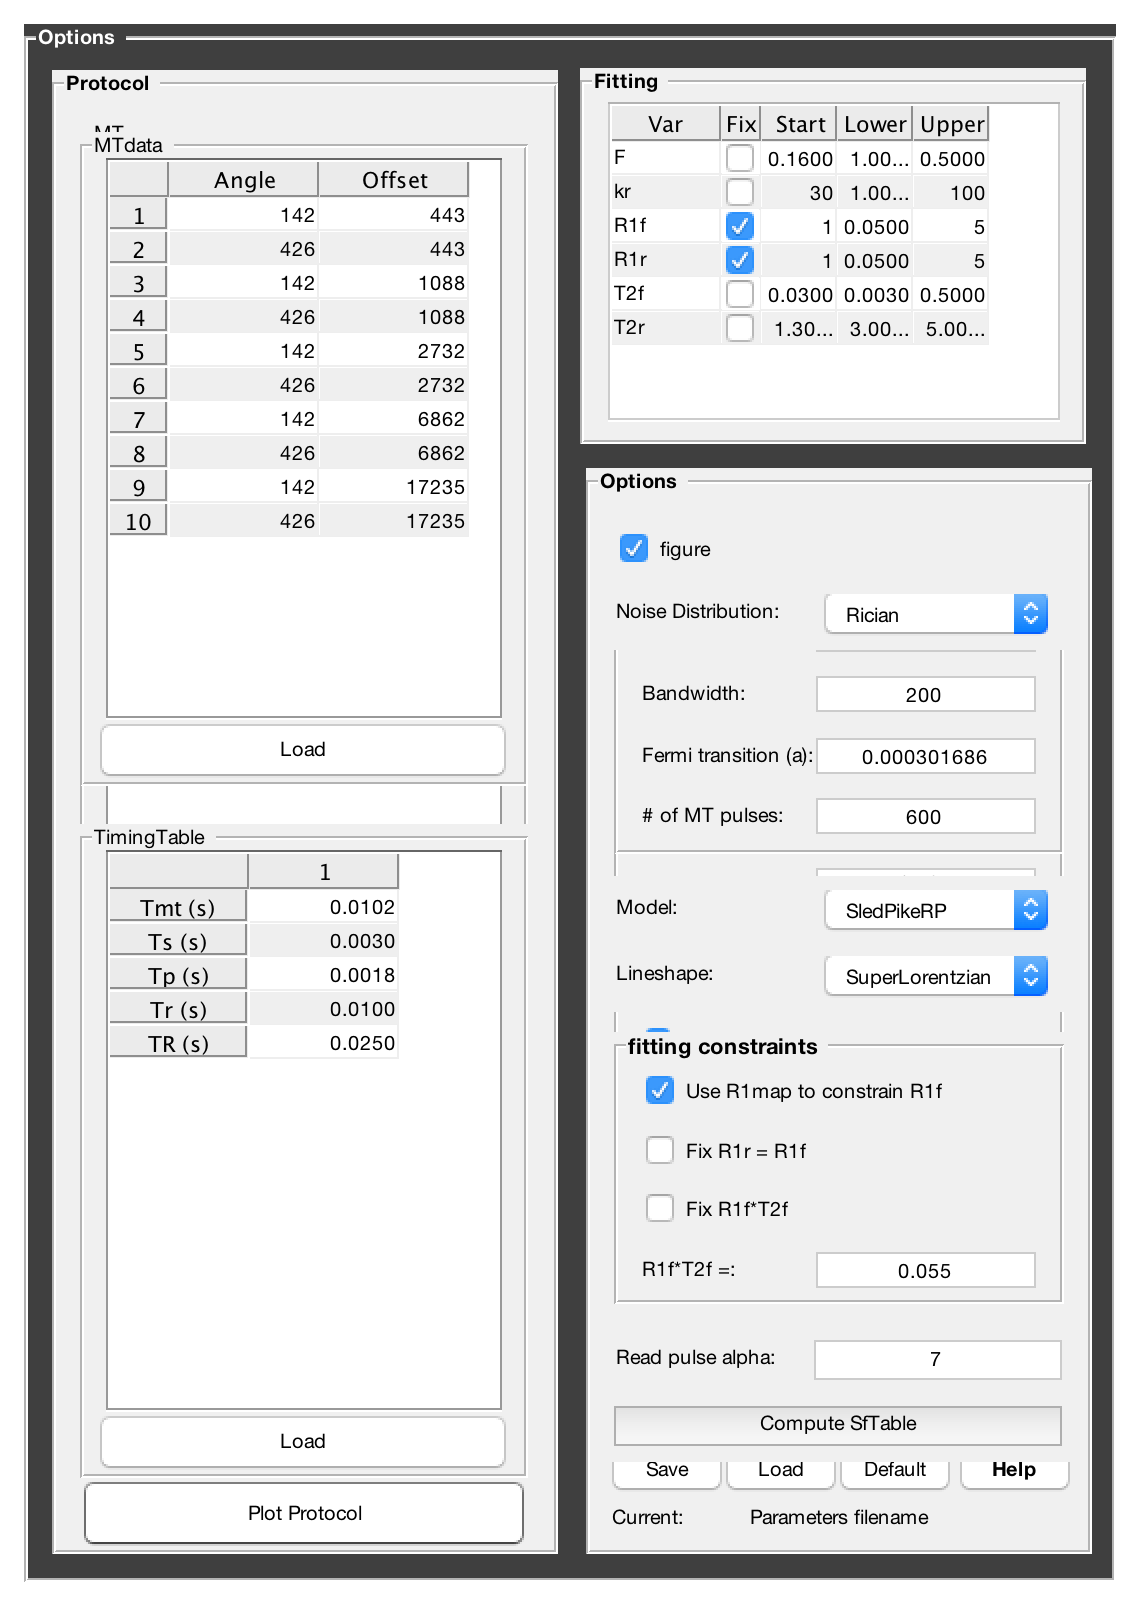 Options
Protocol
MTdata
Angle Offset
1 142 443
2 426 443
3 142 1088
4 426 1088
5 142 2732
6 426 2732
7 142 6862
8 426 6862
9 142 17235
10 426 17235
Load
TimingTable
1
Tmt (s) 0.0102
Ts (s) 0.0030
Tp (s) 0.0018
Tr (s) 0.0100
TR (s) 0.0250
Load
Plot Protocol
Fitting
Var Fix Start Lower Upper
F 0.1600 1.00... 0.5000
kr 30 1.00... 100
R1f 1 0.0500 5
R1r 1 0.0500 5
T2f 0.0300 0.0030 0.5000
T2r 1.30... 3.00... 5.00...
Options
figure
Noise Distribution: Rician
Bandwidth: 200
Fermi transition (a): 0.000301686
# of MT pulses: 600
Model: SledPikeRP
Lineshape: SuperLorentzian
fitting constraints
Use R1map to constrain R1f
Fix R1r = R1f
Fix R1f*T2f
R1f*T2f =: 0.055
Read pulse alpha: 7
Compute SfTable
Save Load Default Help
Current: Parameters filename